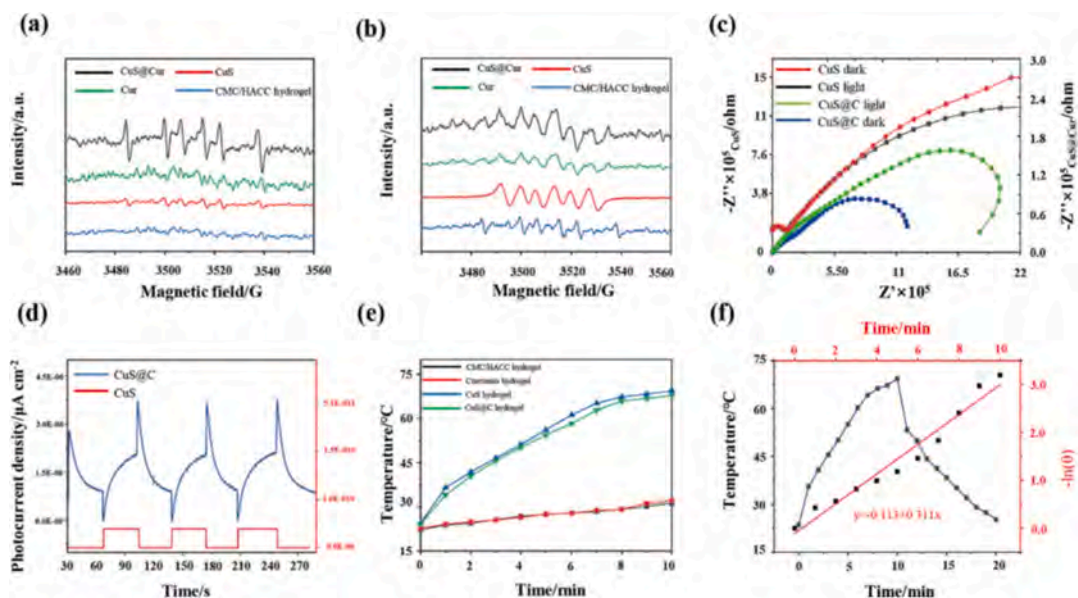 (a)
Intensity/a.u.
CuS@Cur
CuS
Cur
CMC/HACC hydrogel
3460 3480 3500 3520 3540 3560
Magnetic field/G
(b)
Intensity/a.u.
CuS@Cur
CuS
Cur
CMC/HACC hydrogel
3460 3480 3500 3520 3540 3560
Magnetic field/G
(c)
-Z''×10⁵CuS/ohm
15
11
7.6
3.8
0
CuS dark
CuS light
CuS@C light
CuS@C dark
3.0
2.4
1.8
1.2
0.6
0.0
-Z''×10⁵CuS@Cur/ohm
0 5.50 11 16.5 22
Z'×10⁵
(d)
Photocurrent density/μA cm⁻²
CuS@C
CuS
30 60 90 120 150 180 210 240 270
Time/s
(e)
Temperature/°C
75
60
45
30
15
CMC/HACC hydrogel
CuS hydrogel
CuS@C hydrogel
0 2 4 6 8 10
Time/min
(f)
Time/min
0 2 4 6 8 10
Temperature/°C
75
60
45
30
15
3.0
2.0
1.0
0.0
-ln(θ)
y=-0.113+0.311x
0 5 10 15 20
Time/min